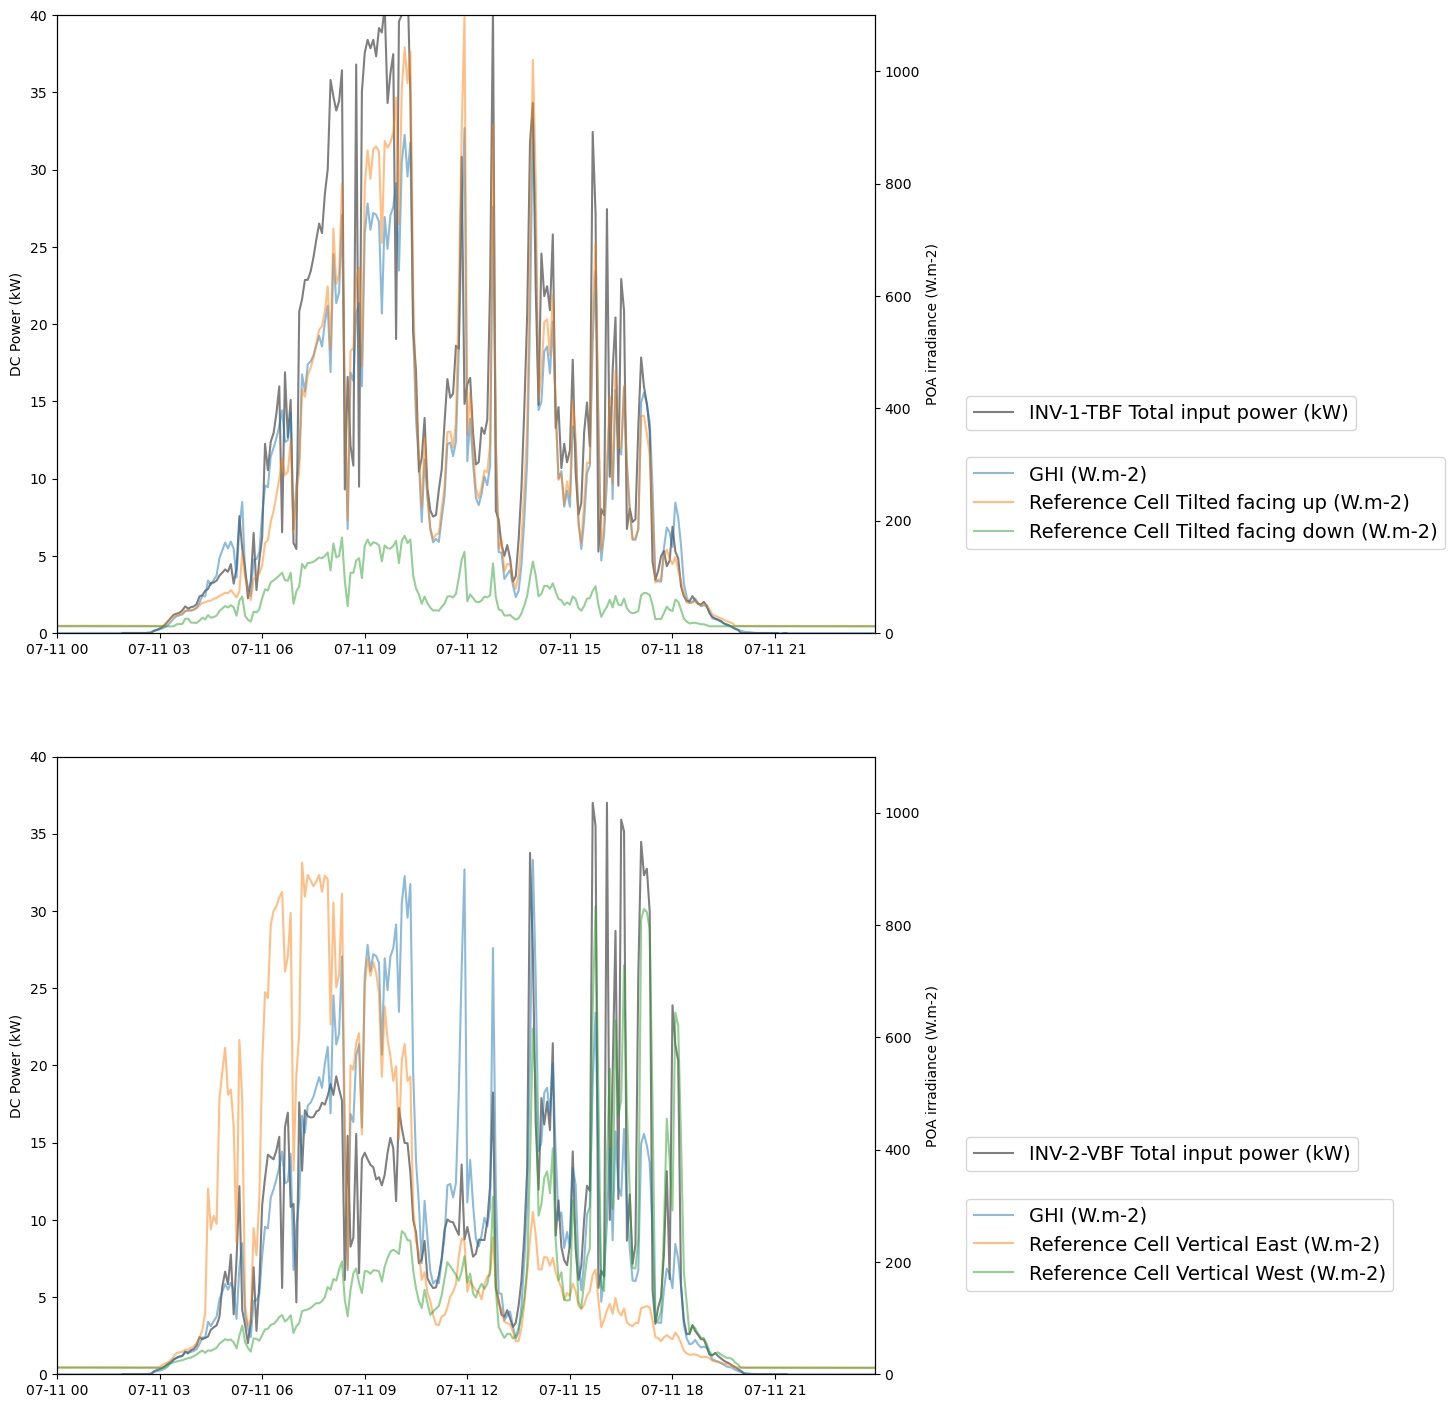 40
35
30
25
20
15
10
5
0
DC Power (kW)
1000
800
600
400
200
0
POA irradiance (W.m-2)
07-11 00 07-11 03 07-11 06 07-11 09 07-11 12 07-11 15 07-11 18 07-11 21
INV-1-TBF Total input power (kW)
GHI (W.m-2)
Reference Cell Tilted facing up (W.m-2)
Reference Cell Tilted facing down (W.m-2)
40
35
30
25
20
15
10
5
0
DC Power (kW)
1000
800
600
400
200
0
POA irradiance (W.m-2)
07-11 00 07-11 03 07-11 06 07-11 09 07-11 12 07-11 15 07-11 18 07-11 21
INV-2-VBF Total input power (kW)
GHI (W.m-2)
Reference Cell Vertical East (W.m-2)
Reference Cell Vertical West (W.m-2)